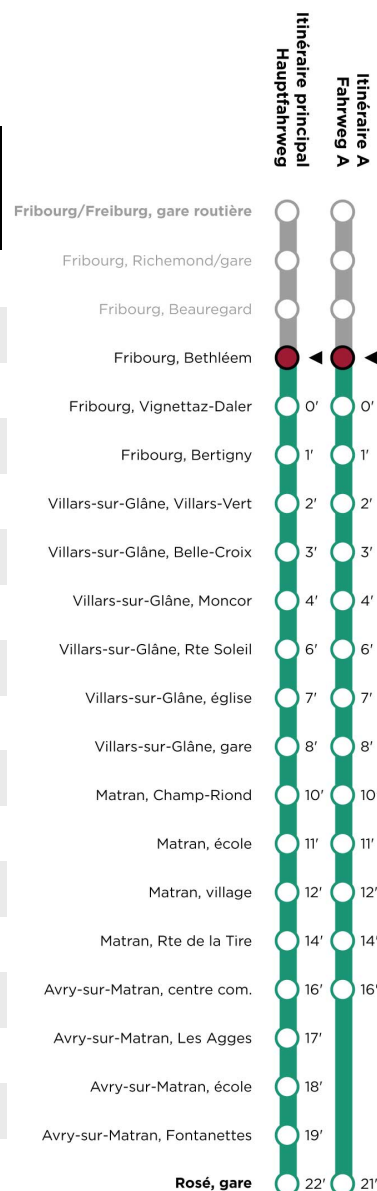 Itinéraire principal
Hauptfahrweg
Itinéraire A
Fahrweg A
Fribourg/Freiburg, gare routière
Fribourg, Richemond/gare
Fribourg, Beauregard
Fribourg, Bethléem
Fribourg, Vignettaz-Daler 0' 0'
Fribourg, Bertigny 1' 1'
Villars-sur-Glâne, Villars-Vert 2' 2'
Villars-sur-Glâne, Belle-Croix 3' 3'
Villars-sur-Glâne, Moncor 4' 4'
Villars-sur-Glâne, Rte Soleil 6' 6'
Villars-sur-Glâne, église 7' 7'
Villars-sur-Glâne, gare 8' 8'
Matran, Champ-Riond 10' 10
Matran, école 11' 11'
Matran, village 12' 12'
Matran, Rte de la Tire 14' 14'
Avry-sur-Matran, centre com. 16' 16'
Avry-sur-Matran, Les Agges 17'
Avry-sur-Matran, école 18'
Avry-sur-Matran, Fontanettes 19'
Rosé, gare 22' 21'